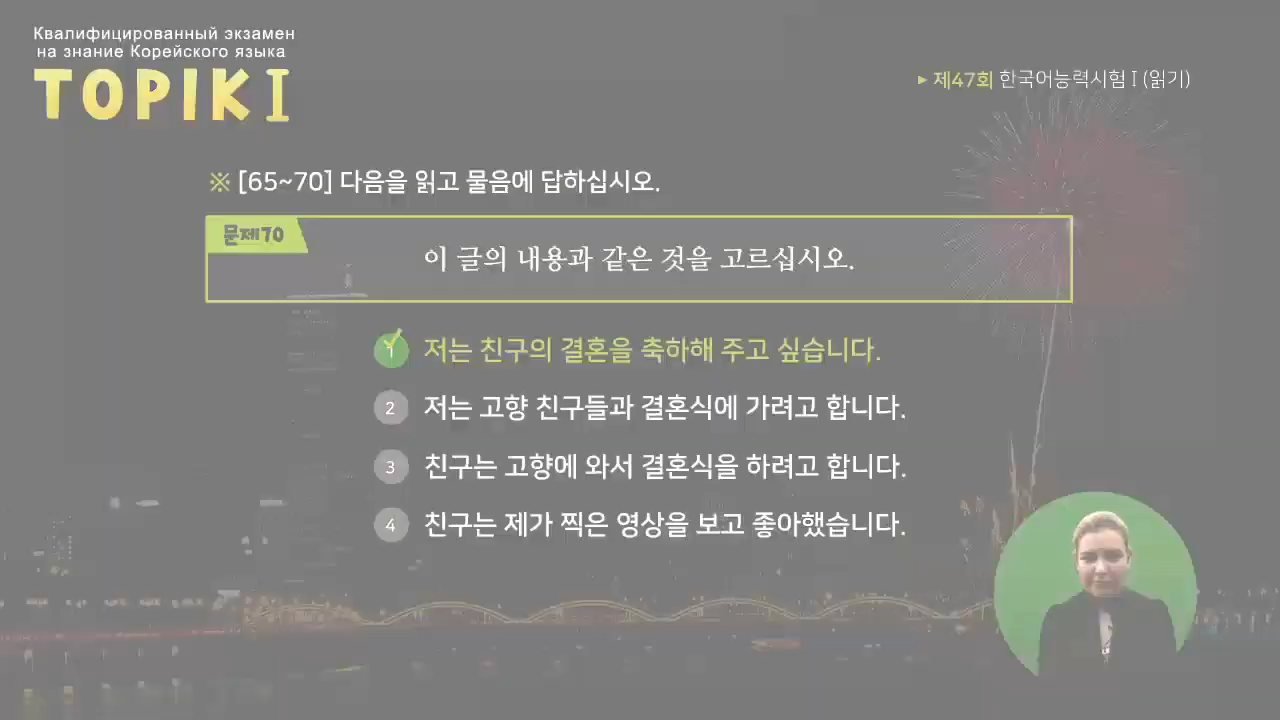 Квалифицированный экзамен
на знание Корейского языка
TOPIK I
▸ 제47회 한국어능력시험 I (읽기)
※ [65~70] 다음을 읽고 물음에 답하십시오.
문제70
이 글의 내용과 같은 것을 고르십시오.
1 저는 친구의 결혼을 축하해 주고 싶습니다.
2 저는 고향 친구들과 결혼식에 가려고 합니다.
3 친구는 고향에 와서 결혼식을 하려고 합니다.
4 친구는 제가 찍은 영상을 보고 좋아했습니다.